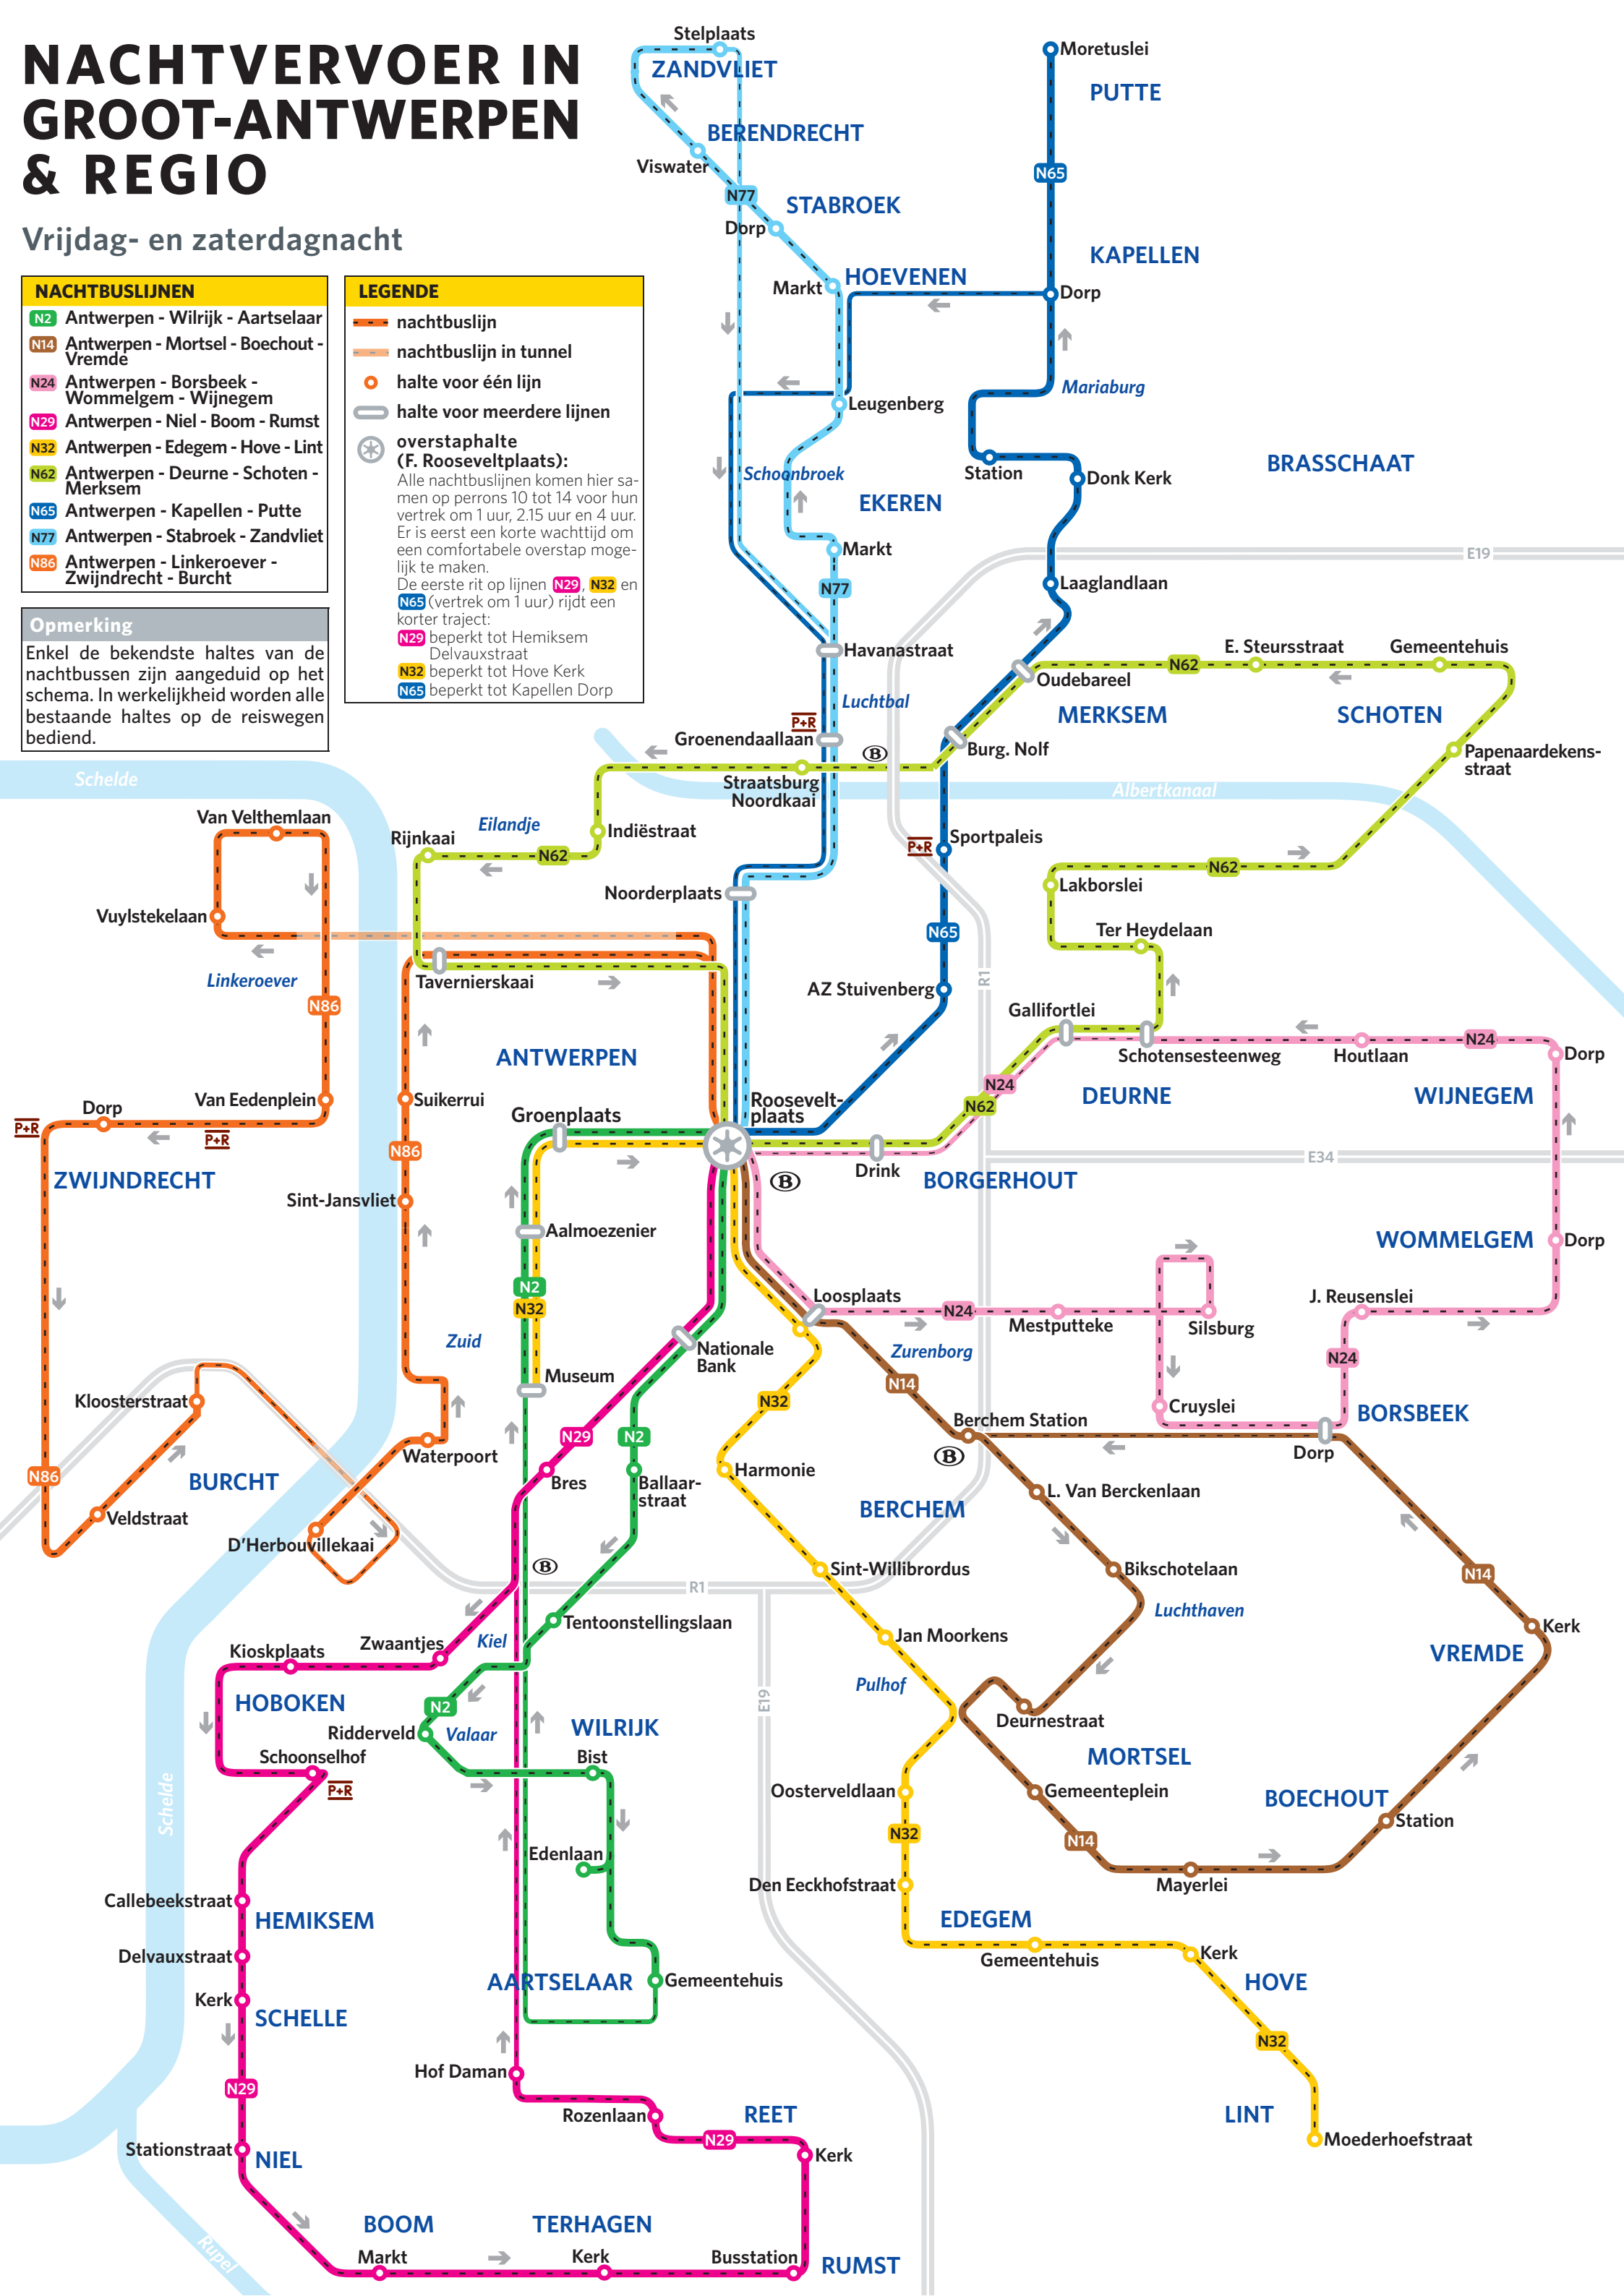 NACHTVERVOER IN
GROOT-ANTWERPEN
& REGIO
Vrijdag- en zaterdagnacht
NACHTBUSLIJNEN
N2 Antwerpen - Wilrijk - Aartselaar
N14 Antwerpen - Mortsel - Boechout -
Vremde
N24 Antwerpen - Borsbeek -
Wommelgem - Wijnegem
N29 Antwerpen - Niel - Boom - Rumst
N32 Antwerpen - Edegem - Hove - Lint
N62 Antwerpen - Deurne - Schoten -
Merksem
N65 Antwerpen - Kapellen - Putte
N77 Antwerpen - Stabroek - Zandvliet
N86 Antwerpen - Linkeroever -
Zwijndrecht - Burcht
Opmerking
Enkel de bekendste haltes van de
nachtbussen zijn aangeduid op het
schema. In werkelijkheid worden alle
bestaande haltes op de reiswegen
bediend.
LEGENDE
nachtbuslijn
nachtbuslijn in tunnel
halte voor één lijn
halte voor meerdere lijnen
overstaphalte
(F. Rooseveltplaats):
Alle nachtbuslijnen komen hier sa-
men op perrons 10 tot 14 voor hun
vertrek om 1 uur, 2.15 uur en 4 uur.
Er is eerst een korte wachttijd om
een comfortabele overstap moge-
lijk te maken.
De eerste rit op lijnen N29, N32 en
N65 (vertrek om 1 uur) rijdt een
korter traject:
N29 beperkt tot Hemiksem
Delvauxstraat
N32 beperkt tot Hove Kerk
N65 beperkt tot Kapellen Dorp
Stelplaats
ZANDVLIET
BERENDRECHT
Viswater
N77
STABROEK
Dorp
HOEVENEN
Markt
Leugenberg
Schoonbroek
EKEREN
Markt
N77
Havanastraat
Luchtbal
P+R
Groenendaallaan
B
Straatsburg
Noordkaai
Moretuslei
PUTTE
N65
KAPELLEN
Dorp
Mariaburg
Station
Donk Kerk
BRASSCHAAT
E19
Laaglandlaan
N62
E. Steursstraat
Gemeentehuis
Oudebareel
MERKSEM
SCHOTEN
Burg. Nolf
Papenaardekens-
straat
Albertkanaal
Schelde
Van Velthemlaan
Rijnkaai
Eilandje
Indiëstraat
N62
Sportpaleis
P+R
N62
Lakborslei
Noorderplaats
Vuylstekelaan
Ter Heydelaan
N65
Linkeroever
Tavernierskaai
AZ Stuivenberg
R1
N86
Gallifortlei
Schotensesteenweg
Houtlaan
N24
Dorp
ANTWERPEN
N24
N62
DEURNE
WIJNEGEM
Van Eedenplein
Suikerrui
Dorp
P+R
P+R
Groenplaats
Roosevelt-
plaats
N86
Drink
E34
ZWIJNDRECHT
B
BORGERHOUT
Sint-Jansvliet
Aalmoezenier
WOMMELGEM
Dorp
N2
N32
Loosplaats
N24
Mestputteke
Silsburg
J. Reusenslei
Zuid
Nationale
Bank
Zurenborg
N24
Museum
N14
Kloosterstraat
N32
Cruyslei
BORSBEEK
Berchem Station
N29
N2
B
Dorp
Waterpoort
N86
BURCHT
Bres
Ballaar-
straat
Harmonie
L. Van Berckenlaan
Veldstraat
BERCHEM
D'Herbouvillekaai
B
Sint-Willibrordus
Bikschotelaan
N14
R1
Luchthaven
Tentoonstellingslaan
Jan Moorkens
Kerk
Kiel
Zwaantjes
Kioskplaats
VREMDE
Pulhof
HOBOKEN
N2
E19
Deurnestraat
Ridderveld
Valaar
WILRIJK
Schoonselhof
Bist
MORTSEL
P+R
Oosterveldlaan
Gemeenteplein
BOECHOUT
Schelde
Station
N32
N14
Edenlaan
Mayerlei
Den Eeckhofstraat
Callebeekstraat
HEMIKSEM
EDEGEM
Gemeentehuis
Kerk
Delvauxstraat
AARTSELAAR
Gemeentehuis
HOVE
Kerk
SCHELLE
N32
Hof Daman
N29
Rozenlaan
REET
LINT
N29
Moederhoefstraat
Stationstraat
NIEL
Kerk
BOOM
TERHAGEN
Rupel
Markt
Kerk
Busstation
RUMST